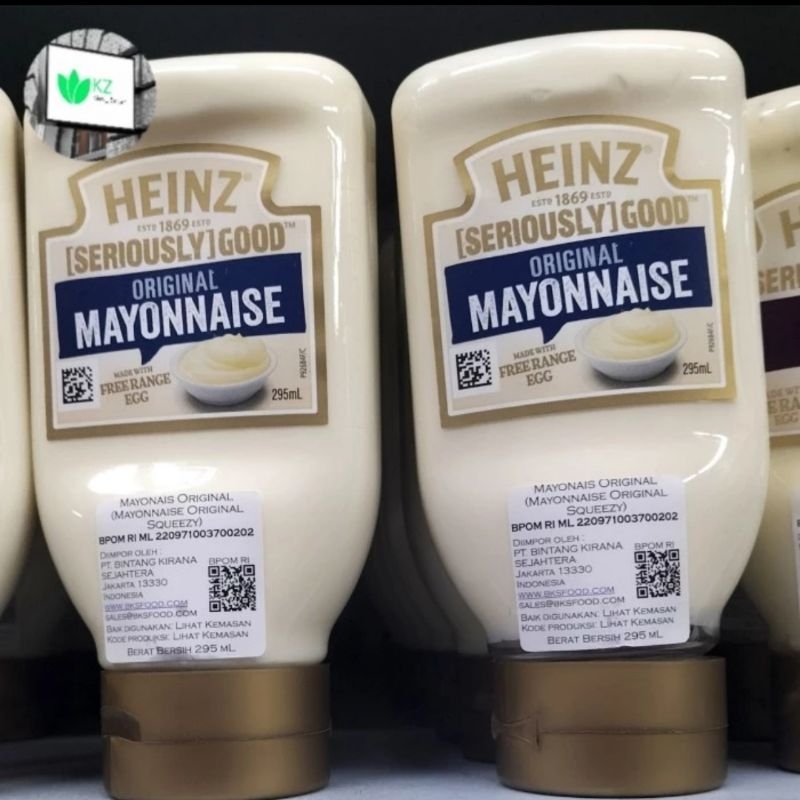 KZ
HEINZ®
ESTD 1869 ESTD
[SERIOUSLY] GOOD™
ORIGINAL
MAYONNAISE
MADE WITH
FREE RANGE
EGG
295mL
MAYONAIS ORIGINAL
(MAYONNAISE ORIGINAL
SQUEEZY)
BPOM RI ML 220971003700202
DIIMPOR OLEH :
PT. BINTANG KIRANA
SEJAHTERA
JAKARTA 13330
INDONESIA
WWW.BKSFOOD.COM
SALES@BKSFOOD.COM
BPOM RI
BAIK DIGUNAKAN: LIHAT KEMASAN
KODE PRODUKSI: LIHAT KEMASAN
BERAT BERSIH 295 ML
HEINZ®
ESTD 1869 ESTD
[SERIOUSLY] GOOD™
ORIGINAL
MAYONNAISE
MADE WITH
FREE RANGE
EGG
295mL
MAYONAIS ORIGINAL
(MAYONNAISE ORIGINAL
SQUEEZY)
BPOM RI ML 220971003700202
DIIMPOR OLEH :
PT. BINTANG KIRANA
SEJAHTERA
JAKARTA 13330
INDONESIA
WWW.BKSFOOD.COM
SALES@BKSFOOD.COM
BPOM RI
BAIK DIGUNAKAN: LIHAT KEMASAN
KODE PRODUKSI: LIHAT KEMASAN
BERAT BERSIH 295 ML